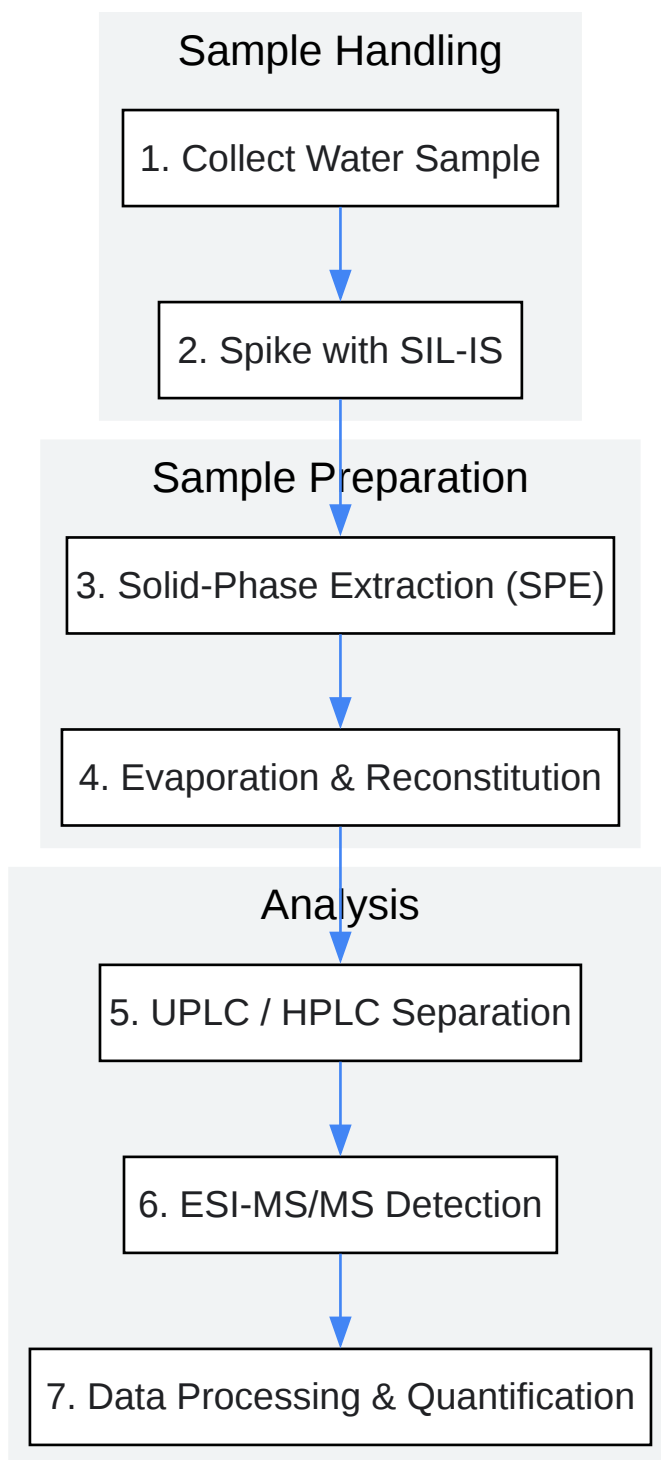 Sample Handling
1. Collect Water Sample
2. Spike with SIL-IS
Sample Preparation
3. Solid-Phase Extraction (SPE)
4. Evaporation & Reconstitution
Analysis
5. UPLC / HPLC Separation
6. ESI-MS/MS Detection
7. Data Processing & Quantification